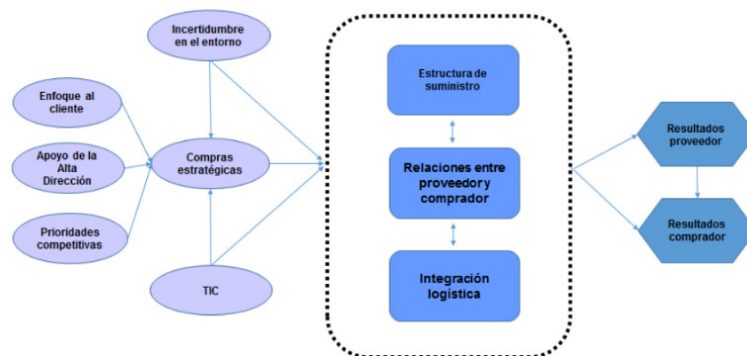 Incertidumbre
en el entorno
Enfoque al
cliente
Apoyo de la
Alta
Dirección
Prioridades
competitivas
Compras
estratégicas
TIC
Estructura de
suministro
Relaciones entre
proveedor y
comprador
Integración
logística
Resultados
proveedor
Resultados
comprador